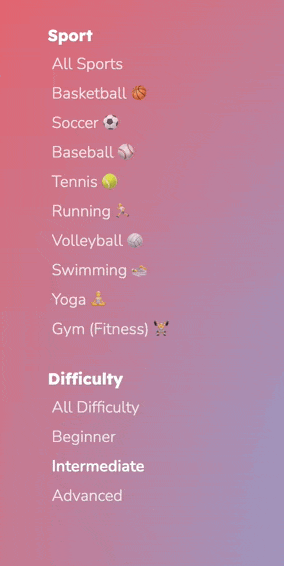 Sport
All Sports
Basketball 🏀
Soccer ⚽
Baseball ⚾
Tennis 🎾
Running 🏃
Volleyball 🏐
Swimming 🏊
Yoga 🧘
Gym (Fitness) 🏋️
Difficulty
All Difficulty
Beginner
Intermediate
Advanced